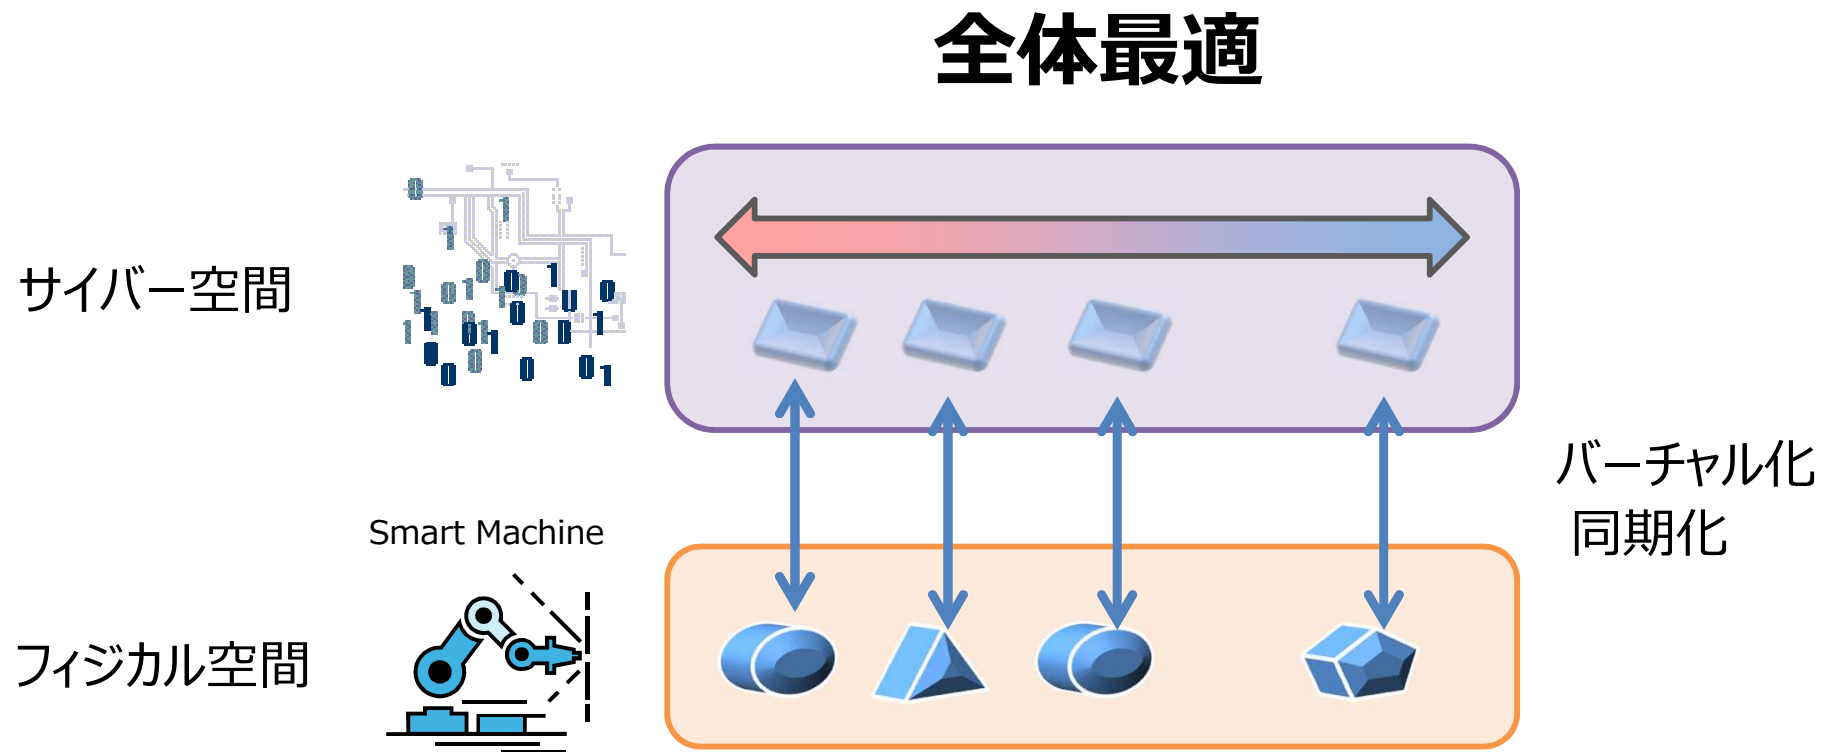 全体最適
サイバー空間
バーチャル化
同期化
Smart Machine
フィジカル空間